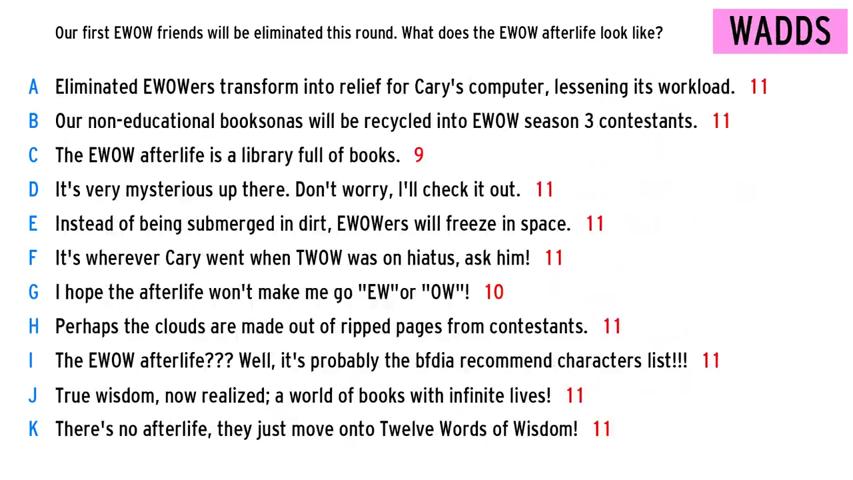 Our first EWOW friends will be eliminated this round. What does the EWOW afterlife look like?
WADDS
A Eliminated EWOWers transform into relief for Cary's computer, lessening its workload. 11
B Our non-educational booksonas will be recycled into EWOW season 3 contestants. 11
C The EWOW afterlife is a library full of books. 9
D It's very mysterious up there. Don't worry, I'll check it out. 11
E Instead of being submerged in dirt, EWOWers will freeze in space. 11
F It's wherever Cary went when TWOW was on hiatus, ask him! 11
G I hope the afterlife won't make me go "EW"or "OW"! 10
H Perhaps the clouds are made out of ripped pages from contestants. 11
I The EWOW afterlife??? Well, it's probably the bfdia recommend characters list!!! 11
J True wisdom, now realized; a world of books with infinite lives! 11
K There's no afterlife, they just move onto Twelve Words of Wisdom! 11